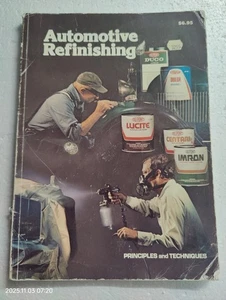 $6.95
Automotive
Refinishing
DUCO
LUCITE
CENTARI
IMRON
PRINCIPLES and TECHNIQUES
2025.11.03 07:20